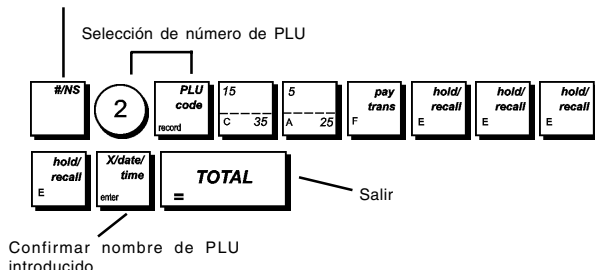 Selección de número de PLU
#/NS
2
PLU code record
15 C 35
5 A 25
pay trans F
hold/ recall E
hold/ recall E
hold/ recall E
hold/ recall E
X/date/ time enter
TOTAL =
Salir
Confirmar nombre de PLU
introducido